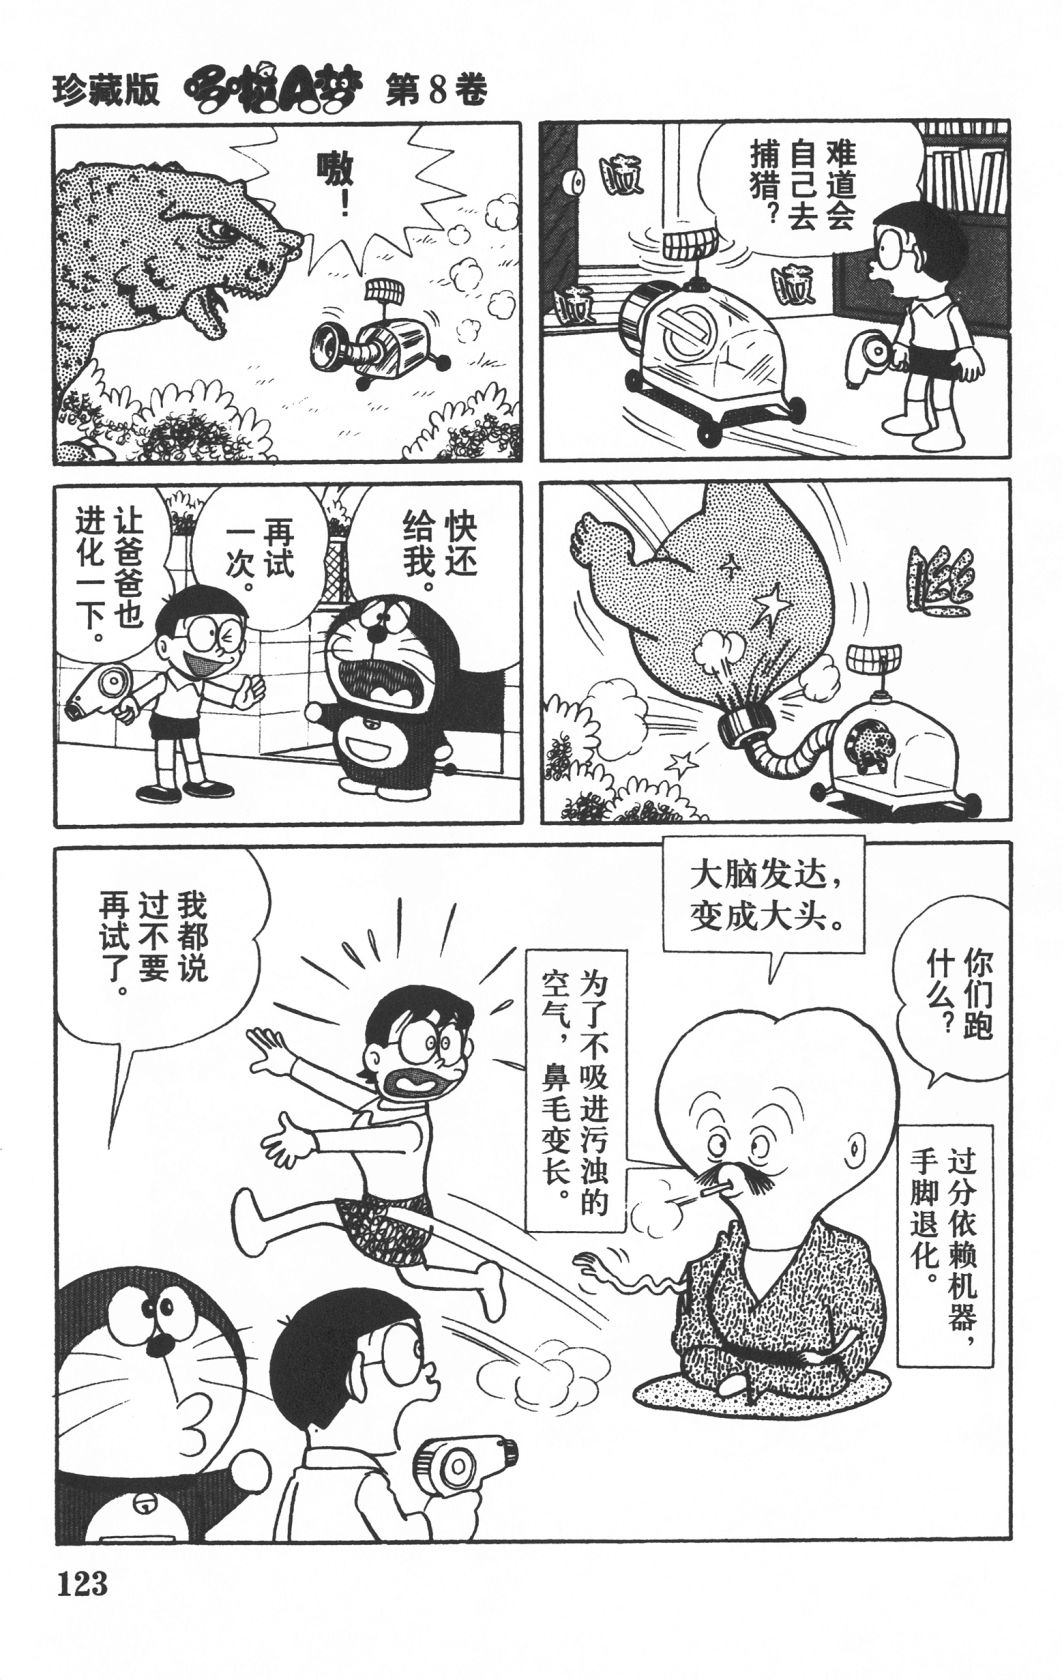 珍藏版 哆啦A梦 第8卷
难道会
自己去
捕猎?
嗷!
快还
给我。
再试
一次。
让爸爸也
进化一下。
你们跑
什么?
大脑发达，
变成大头。
过分依赖机器，
手脚退化。
为了不吸进污浊的
空气，鼻毛变长。
我都说
过不要
再试了。
123